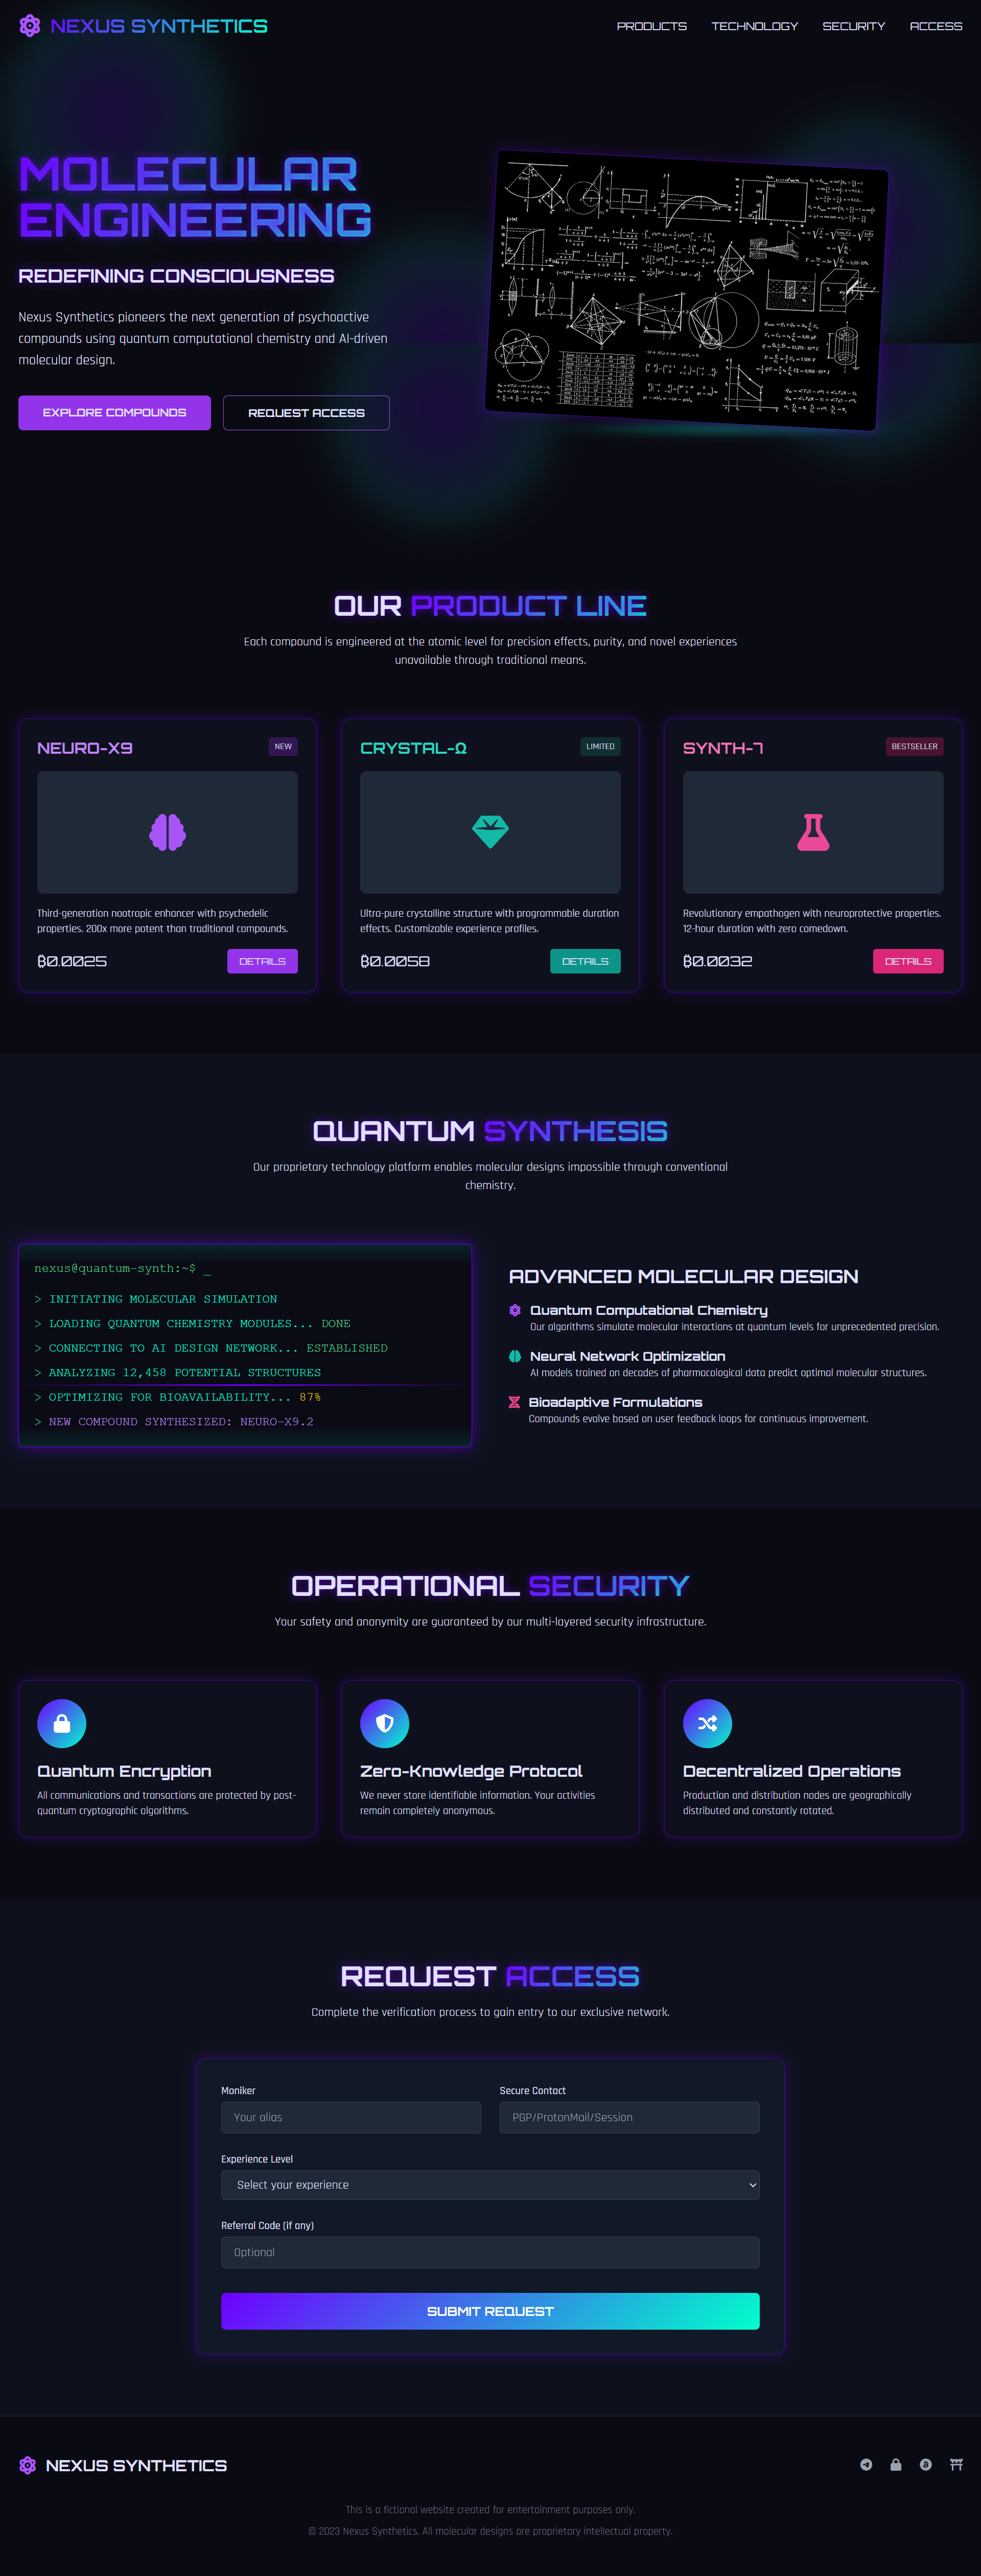 NEXUS SYNTHETICS
PRODUCTS
TECHNOLOGY
SECURITY
ACCESS
MOLECULAR
ENGINEERING
REDEFINING CONSCIOUSNESS
Nexus Synthetics pioneers the next generation of psychoactive
compounds using quantum computational chemistry and AI-driven
molecular design.
EXPLORE COMPOUNDS
REQUEST ACCESS
OUR PRODUCT LINE
Each compound is engineered at the atomic level for precision effects, purity, and novel experiences
unavailable through traditional means.
NEURO-X9
NEW
Third-generation nootropic enhancer with psychedelic
properties. 200x more potent than traditional compounds.
₿0.0025
DETAILS
CRYSTAL-Ω
LIMITED
Ultra-pure crystalline structure with programmable duration
effects. Customizable experience profiles.
₿0.0058
DETAILS
SYNTH-7
BESTSELLER
Revolutionary empathogen with neuroprotective properties.
12-hour duration with zero comedown.
₿0.0032
DETAILS
QUANTUM SYNTHESIS
Our proprietary technology platform enables molecular designs impossible through conventional
chemistry.
nexus@quantum-synth:~$ _
> INITIATING MOLECULAR SIMULATION
> LOADING QUANTUM CHEMISTRY MODULES... DONE
> CONNECTING TO AI DESIGN NETWORK... ESTABLISHED
> ANALYZING 12,458 POTENTIAL STRUCTURES
> OPTIMIZING FOR BIOAVAILABILITY... 87%
> NEW COMPOUND SYNTHESIZED: NEURO-X9.2
ADVANCED MOLECULAR DESIGN
Quantum Computational Chemistry
Our algorithms simulate molecular interactions at quantum levels for unprecedented precision.
Neural Network Optimization
AI models trained on decades of pharmacological data predict optimal molecular structures.
Bioadaptive Formulations
Compounds evolve based on user feedback loops for continuous improvement.
OPERATIONAL SECURITY
Your safety and anonymity are guaranteed by our multi-layered security infrastructure.
Quantum Encryption
All communications and transactions are protected by post-
quantum cryptographic algorithms.
Zero-Knowledge Protocol
We never store identifiable information. Your activities
remain completely anonymous.
Decentralized Operations
Production and distribution nodes are geographically
distributed and constantly rotated.
REQUEST ACCESS
Complete the verification process to gain entry to our exclusive network.
Moniker
Your alias
Secure Contact
PGP/ProtonMail/Session
Experience Level
Select your experience
Referral Code (if any)
Optional
SUBMIT REQUEST
NEXUS SYNTHETICS
This is a fictional website created for entertainment purposes only.
© 2023 Nexus Synthetics. All molecular designs are proprietary intellectual property.